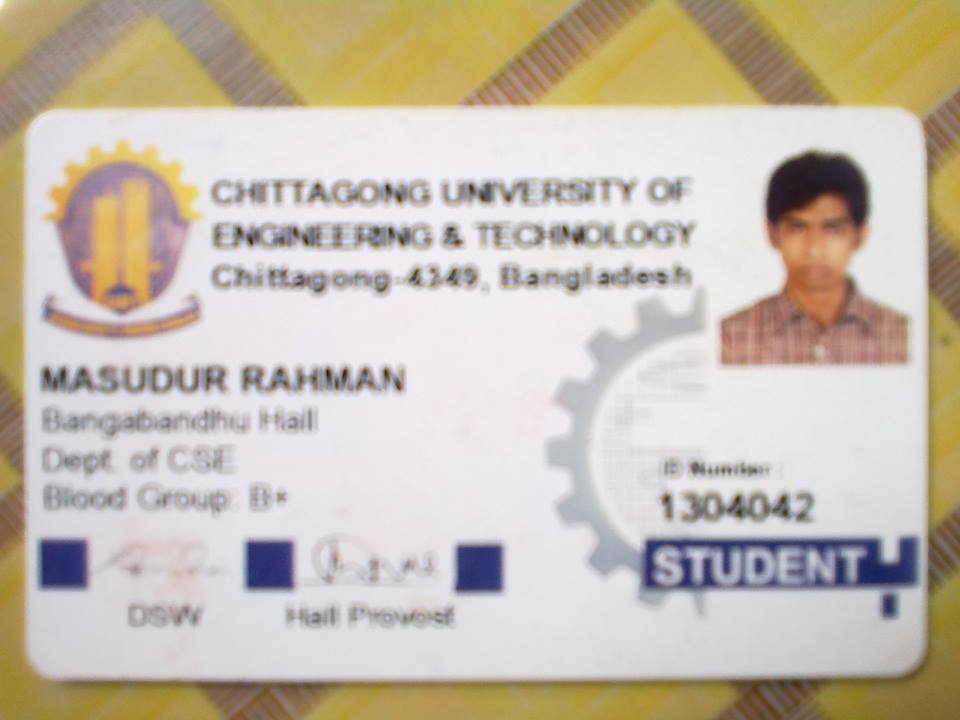 CHITTAGONG UNIVERSITY OF
ENGINEERING & TECHNOLOGY
Chittagong-4349, Bangladesh
MASUDUR RAHMAN
Bangabandhu Hall
Dept. of CSE
Blood Group: B+
ID Number :
1304042
STUDENT
DSW
Hall Provost